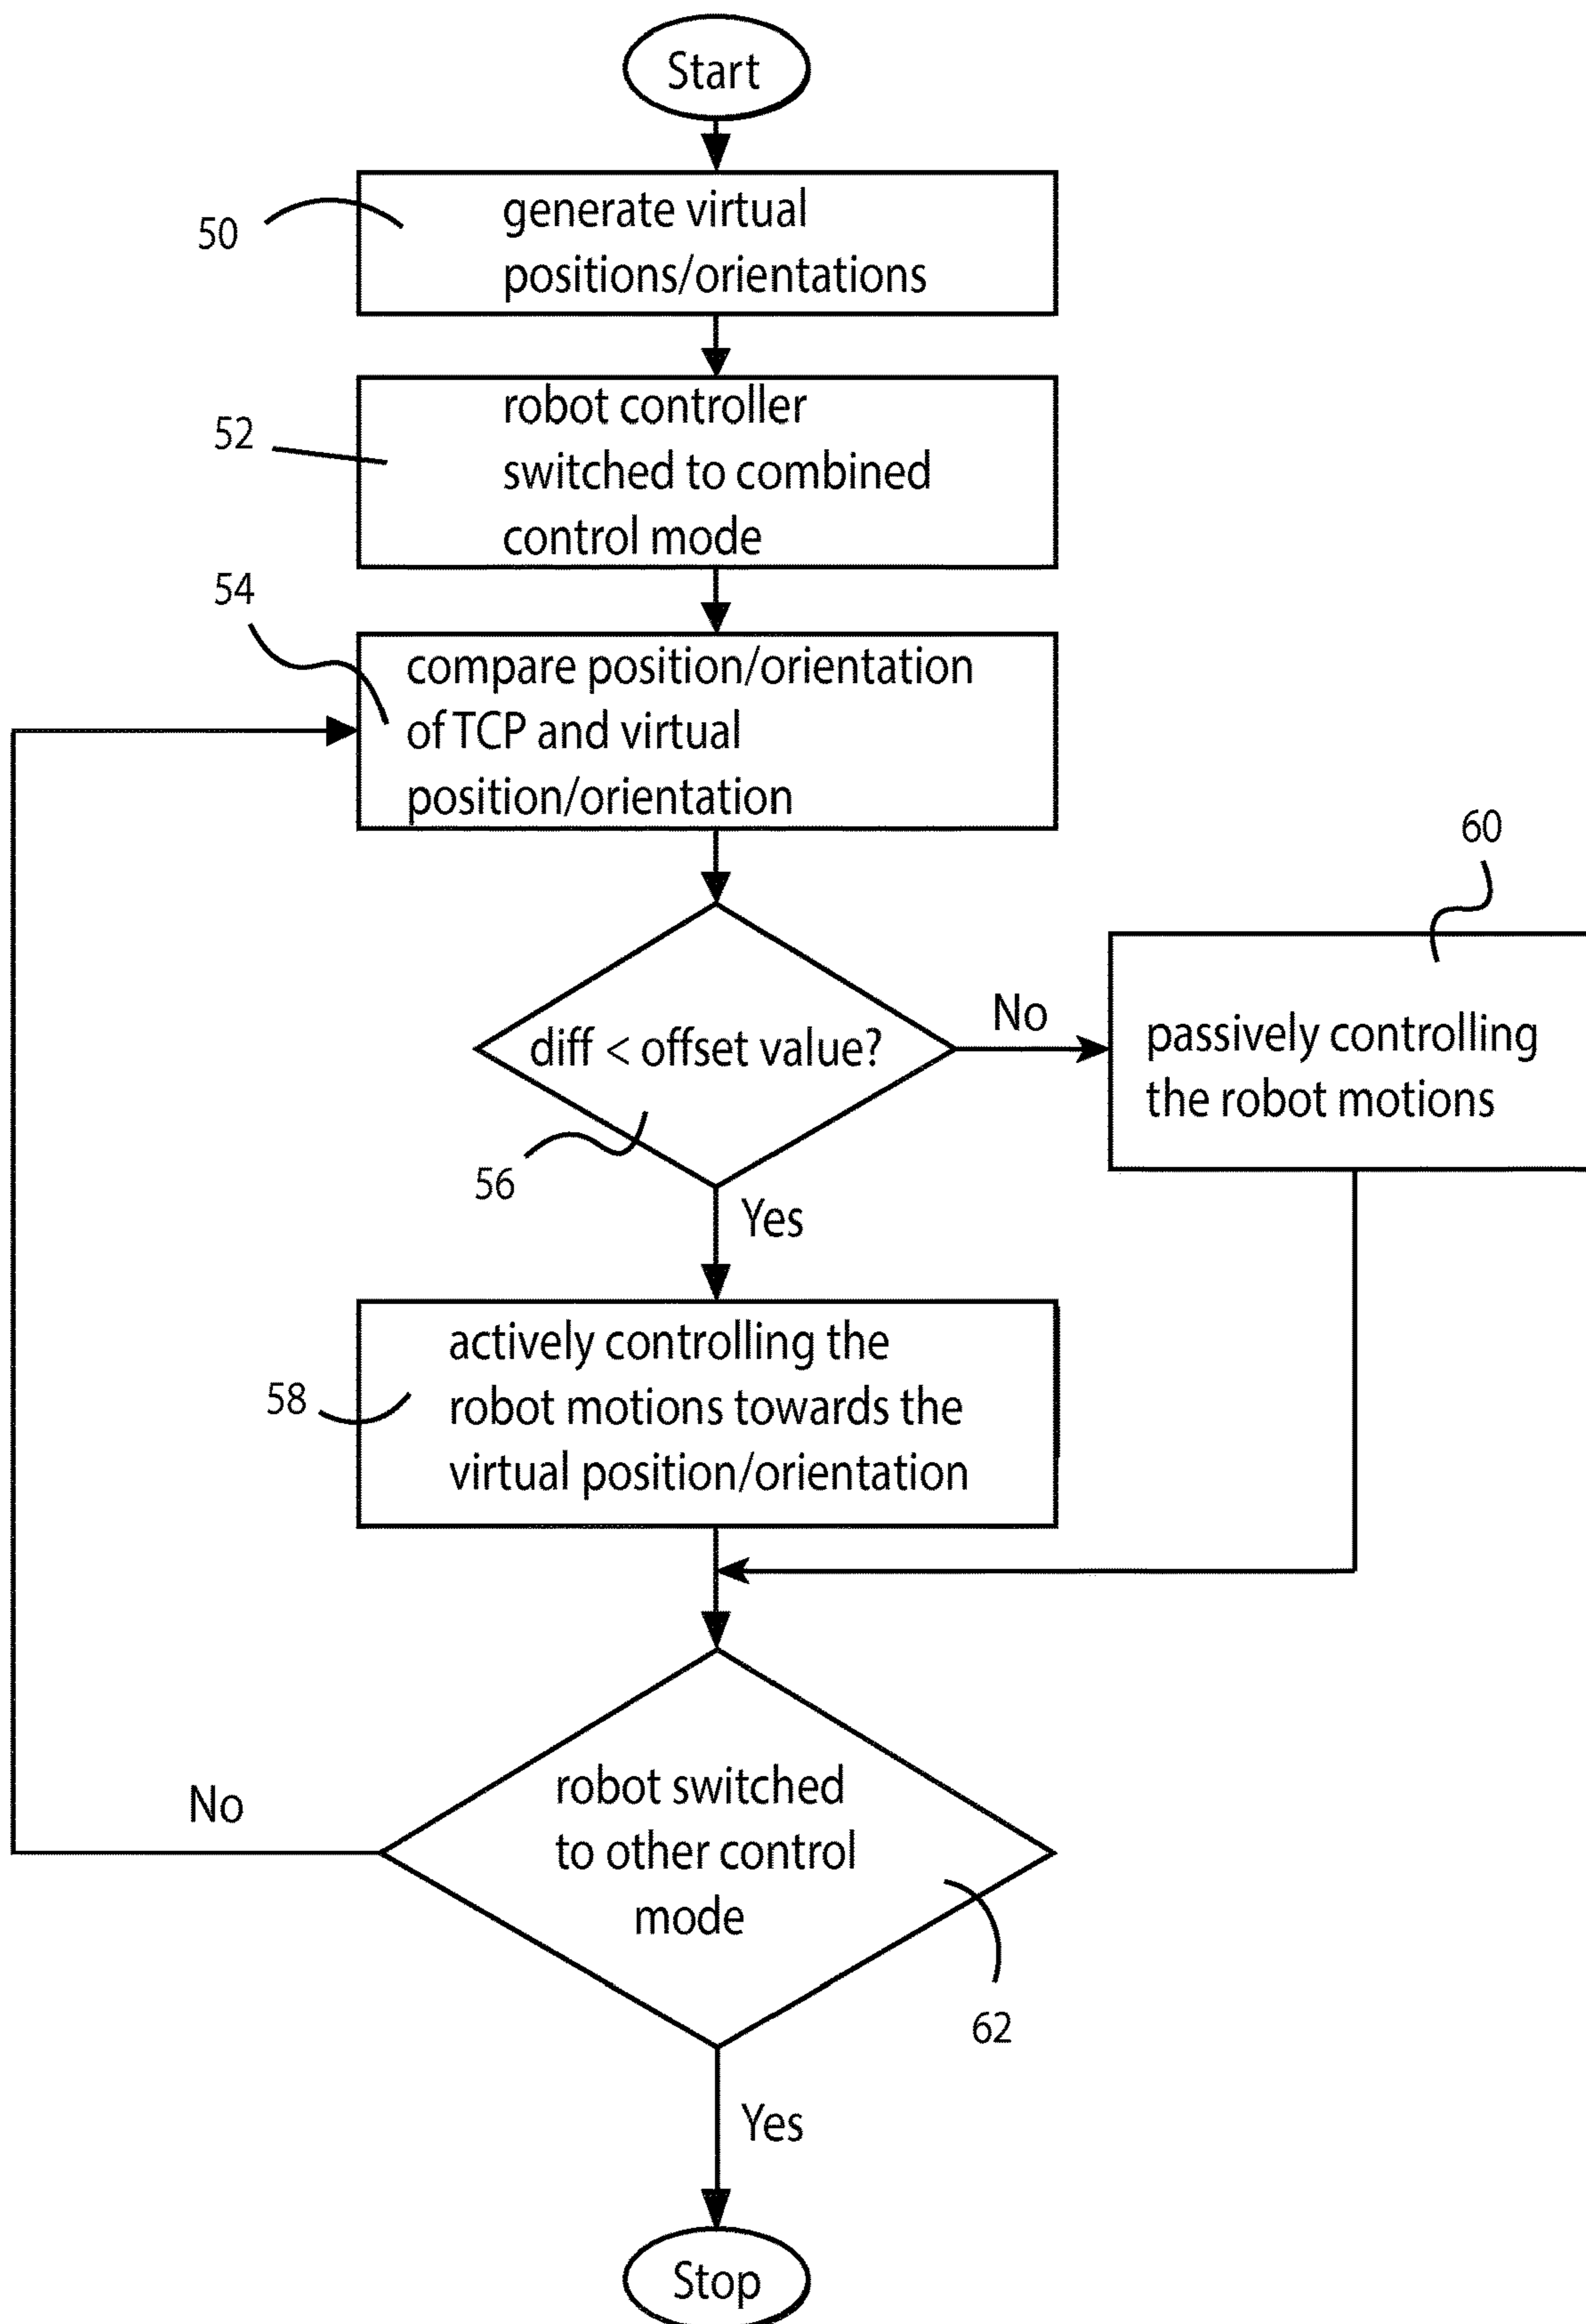 Start
50
generate virtual
positions/orientations
52
robot controller
switched to combined
control mode
54
compare position/orientation
of TCP and virtual
position/orientation
60
diff < offset value?
No
passively controlling
the robot motions
56
Yes
58
actively controlling the
robot motions towards the
virtual position/orientation
No
robot switched
to other control
mode
62
Yes
Stop